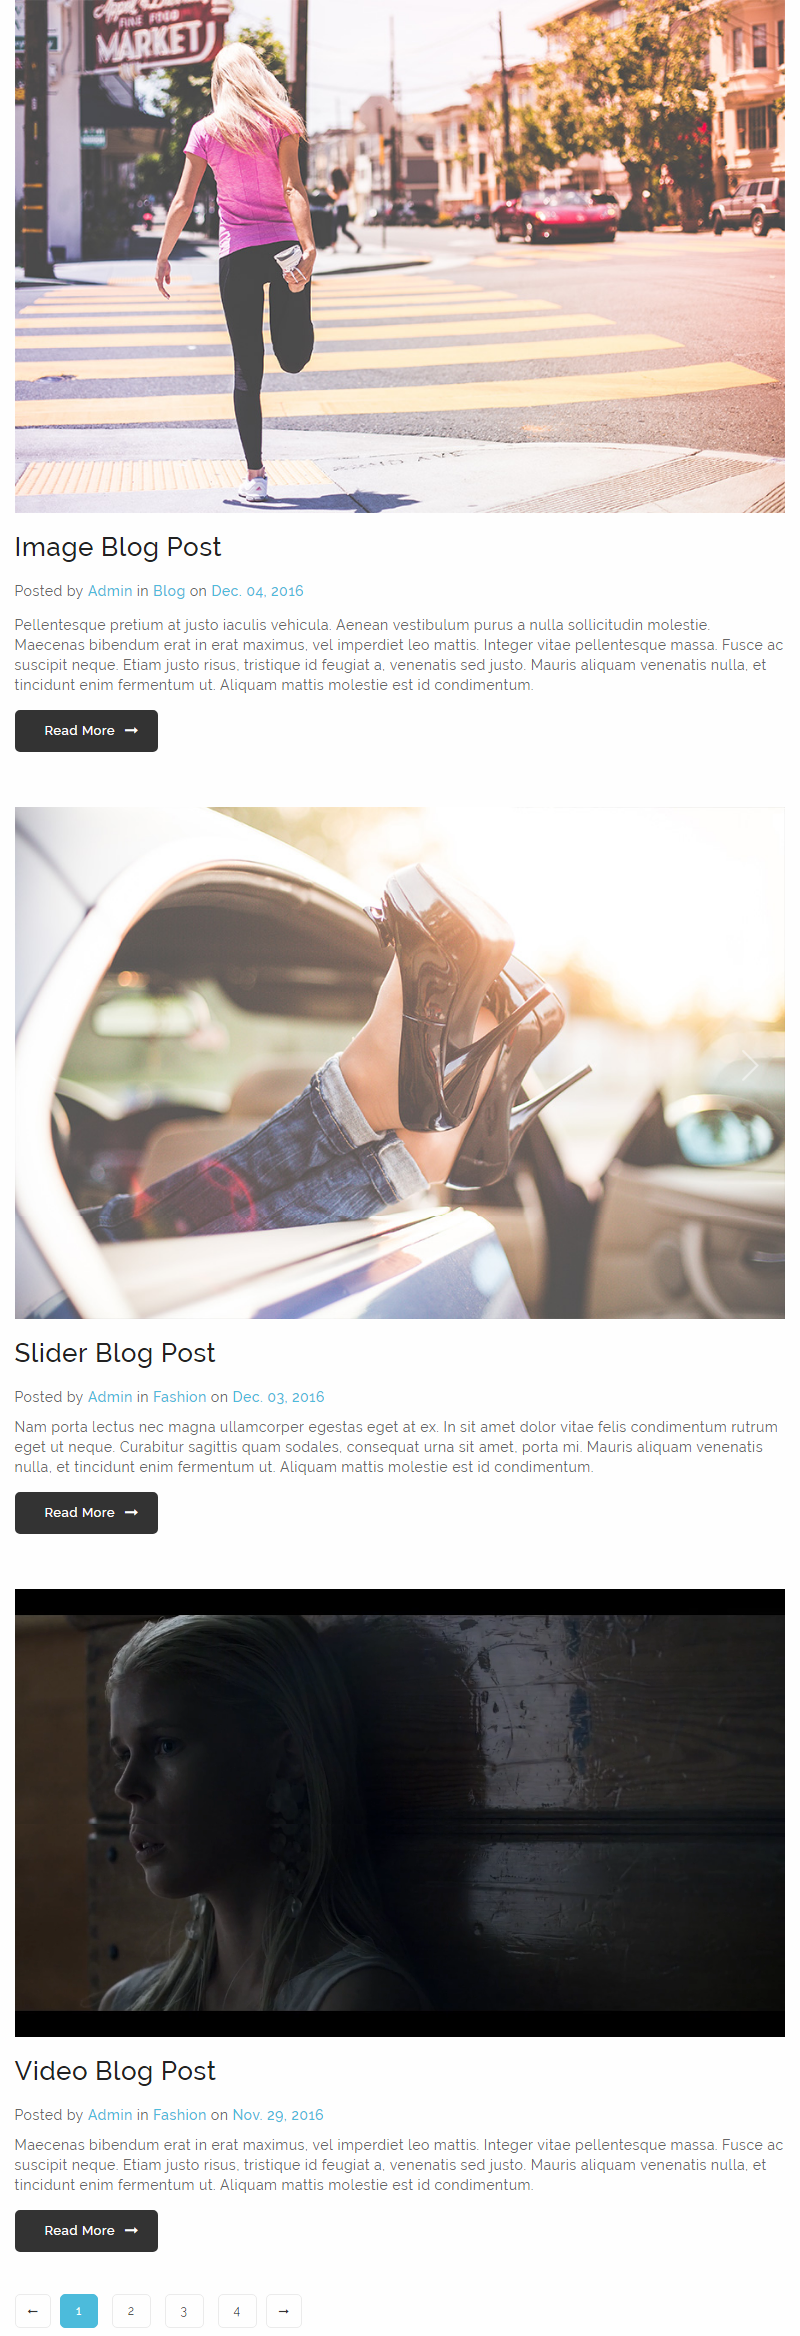 FINE FOOD
MARKET
22ND AVE
Image Blog Post
Posted by Admin in Blog on Dec. 04, 2016
Pellentesque pretium at justo iaculis vehicula. Aenean vestibulum purus a nulla sollicitudin molestie.
Maecenas bibendum erat in erat maximus, vel imperdiet leo mattis. Integer vitae pellentesque massa. Fusce ac
suscipit neque. Etiam justo risus, tristique id feugiat a, venenatis sed justo. Mauris aliquam venenatis nulla, et
tincidunt enim fermentum ut. Aliquam mattis molestie est id condimentum.
Read More →
Slider Blog Post
Posted by Admin in Fashion on Dec. 03, 2016
Nam porta lectus nec magna ullamcorper egestas eget at ex. In sit amet dolor vitae felis condimentum rutrum
eget ut neque. Curabitur sagittis quam sodales, consequat urna sit amet, porta mi. Mauris aliquam venenatis
nulla, et tincidunt enim fermentum ut. Aliquam mattis molestie est id condimentum.
Read More →
Video Blog Post
Posted by Admin in Fashion on Nov. 29, 2016
Maecenas bibendum erat in erat maximus, vel imperdiet leo mattis. Integer vitae pellentesque massa. Fusce ac
suscipit neque. Etiam justo risus, tristique id feugiat a, venenatis sed justo. Mauris aliquam venenatis nulla, et
tincidunt enim fermentum ut. Aliquam mattis molestie est id condimentum.
Read More →
← 1 2 3 4 →